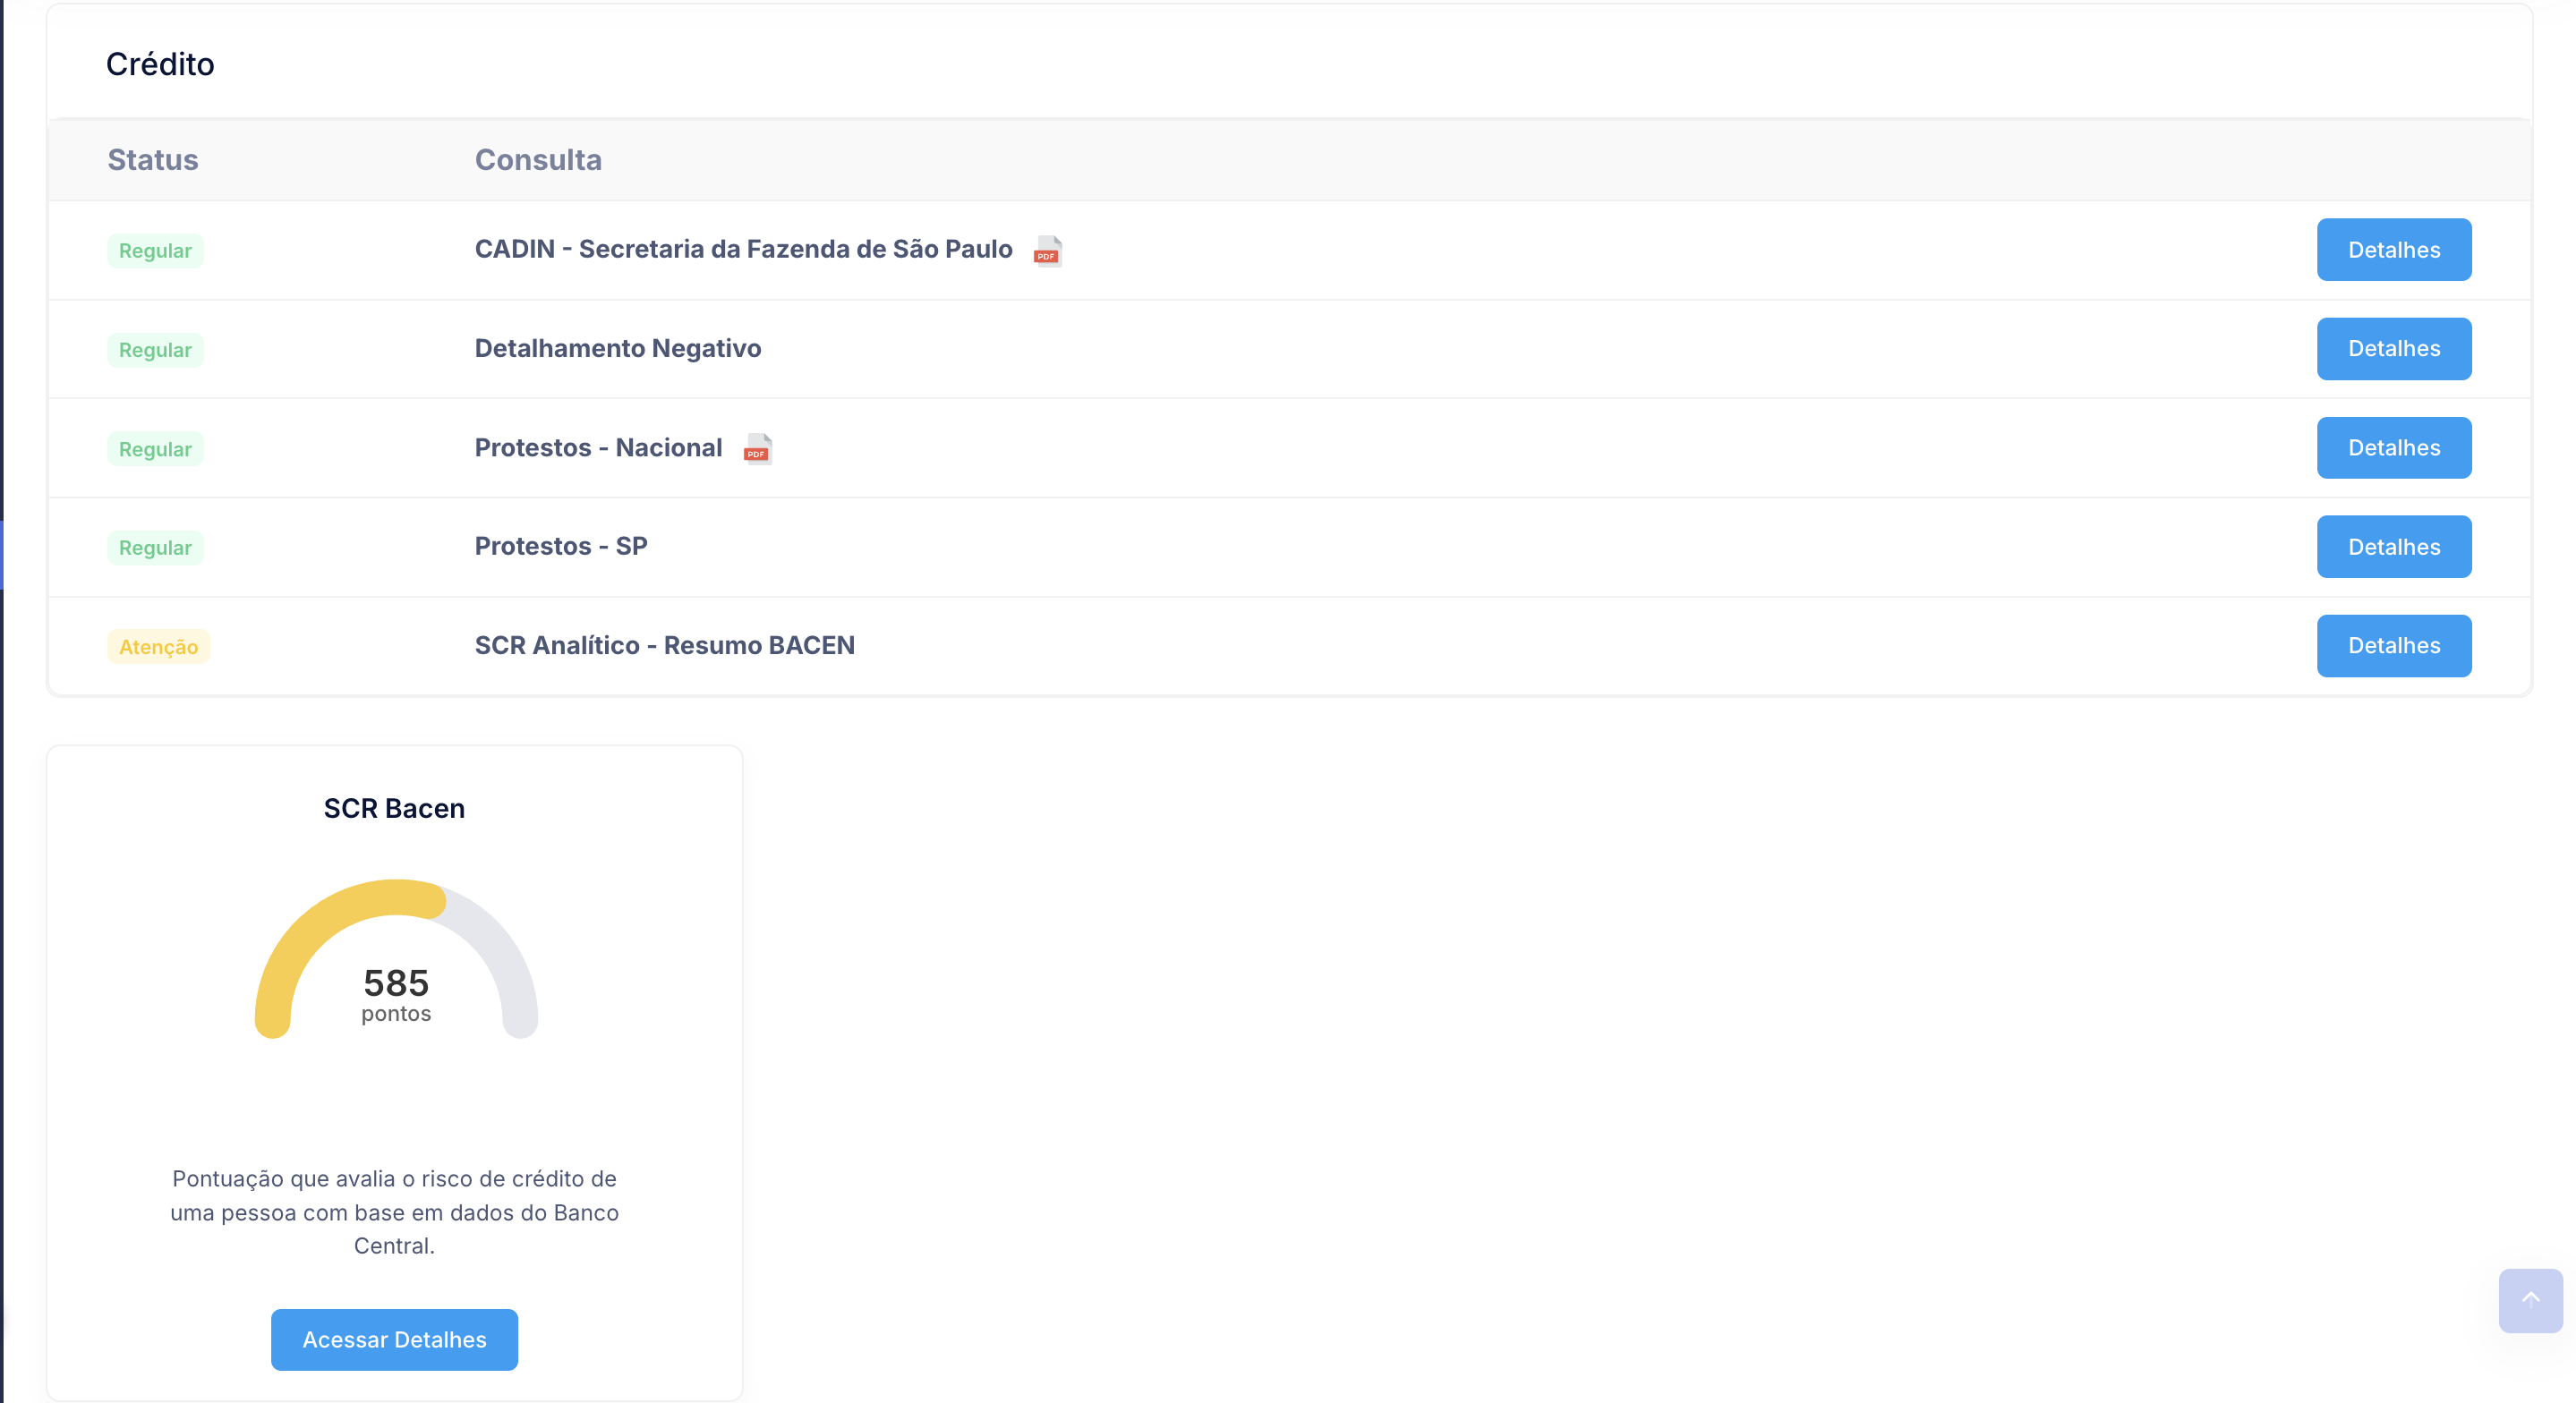 Crédito
Status Consulta
Regular CADIN - Secretaria da Fazenda de São Paulo PDF Detalhes
Regular Detalhamento Negativo Detalhes
Regular Protestos - Nacional PDF Detalhes
Regular Protestos - SP Detalhes
Atenção SCR Analítico - Resumo BACEN Detalhes
SCR Bacen
585
pontos
Pontuação que avalia o risco de crédito de
uma pessoa com base em dados do Banco
Central.
Acessar Detalhes